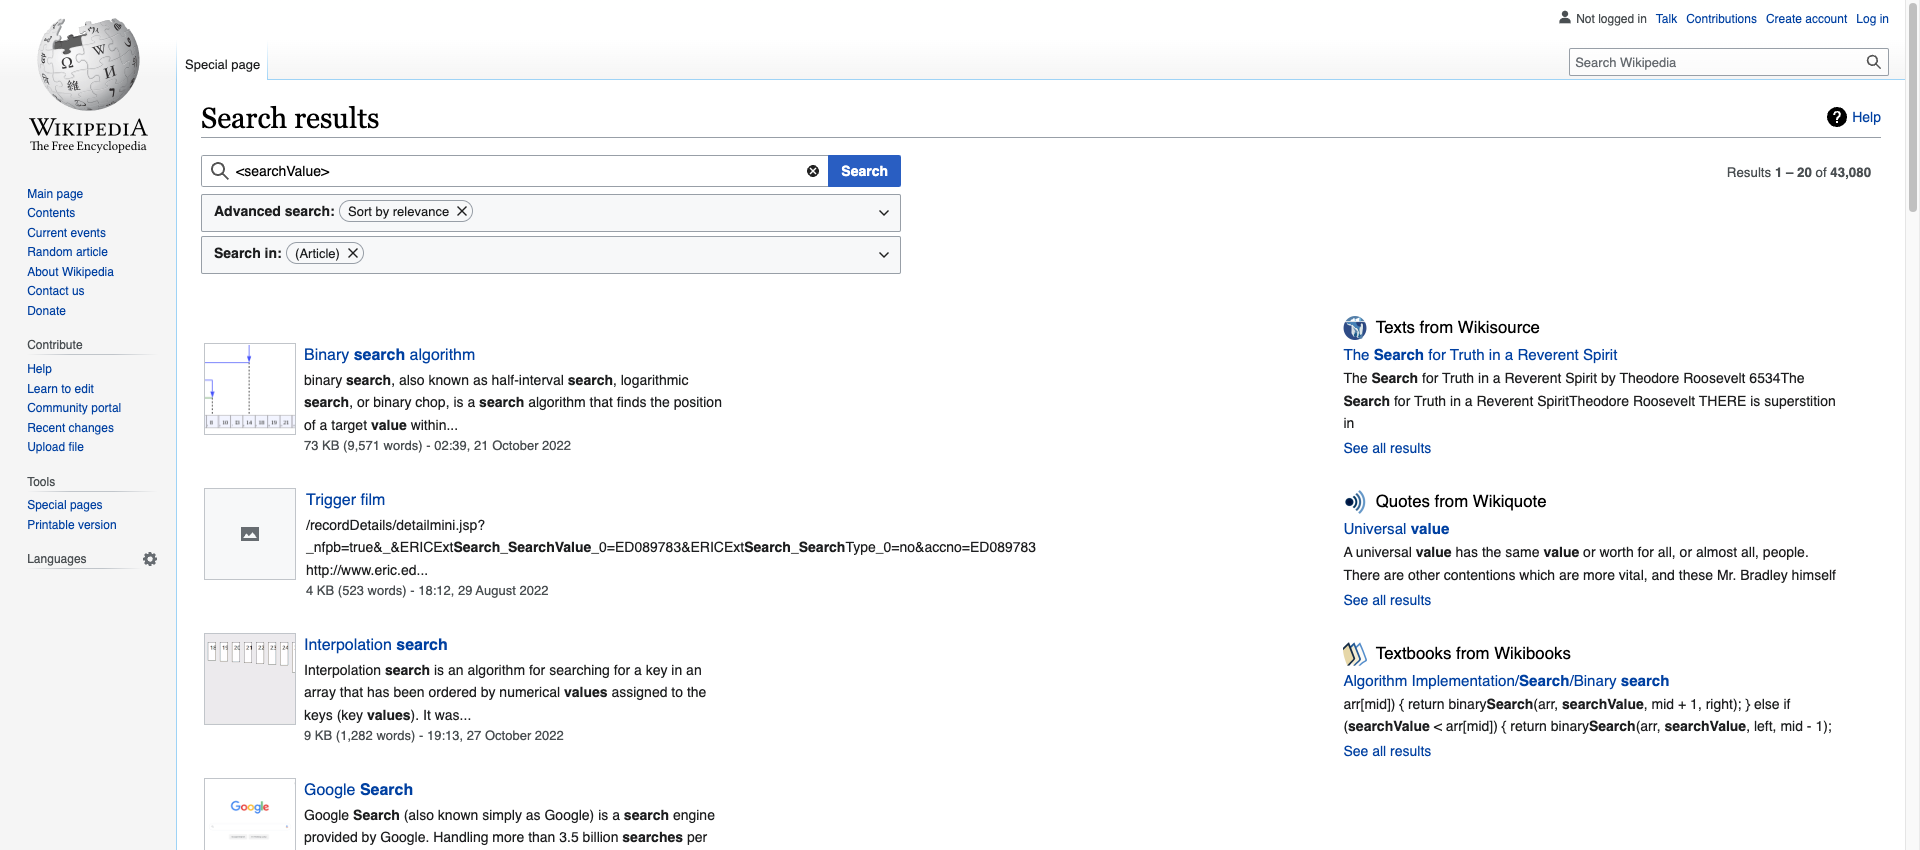 Not logged in Talk Contributions Create account Log in
Special page
Search Wikipedia
WIKIPEDIA
The Free Encyclopedia
Main page
Contents
Current events
Random article
About Wikipedia
Contact us
Donate
Contribute
Help
Learn to edit
Community portal
Recent changes
Upload file
Tools
Special pages
Printable version
Languages
Search results
Help
<searchValue>
Search
Results 1 – 20 of 43,080
Advanced search: Sort by relevance
Search in: (Article)
Binary search algorithm
binary search, also known as half-interval search, logarithmic
search, or binary chop, is a search algorithm that finds the position
of a target value within...
73 KB (9,571 words) - 02:39, 21 October 2022
8 10 13 14 18 19 21
Trigger film
/recordDetails/detailmini.jsp?
_nfpb=true&_&ERICExtSearch_SearchValue_0=ED089783&ERICExtSearch_SearchType_0=no&accno=ED089783
http://www.eric.ed...
4 KB (523 words) - 18:12, 29 August 2022
18 19 20 21 22 23 24
Interpolation search
Interpolation search is an algorithm for searching for a key in an
array that has been ordered by numerical values assigned to the
keys (key values). It was...
9 KB (1,282 words) - 19:13, 27 October 2022
Google
Google Search
Google Search (also known simply as Google) is a search engine
provided by Google. Handling more than 3.5 billion searches per
Texts from Wikisource
The Search for Truth in a Reverent Spirit
The Search for Truth in a Reverent Spirit by Theodore Roosevelt 6534The
Search for Truth in a Reverent SpiritTheodore Roosevelt THERE is superstition
in
See all results
Quotes from Wikiquote
Universal value
A universal value has the same value or worth for all, or almost all, people.
There are other contentions which are more vital, and these Mr. Bradley himself
See all results
Textbooks from Wikibooks
Algorithm Implementation/Search/Binary search
arr[mid]) { return binarySearch(arr, searchValue, mid + 1, right); } else if
(searchValue < arr[mid]) { return binarySearch(arr, searchValue, left, mid - 1);
See all results